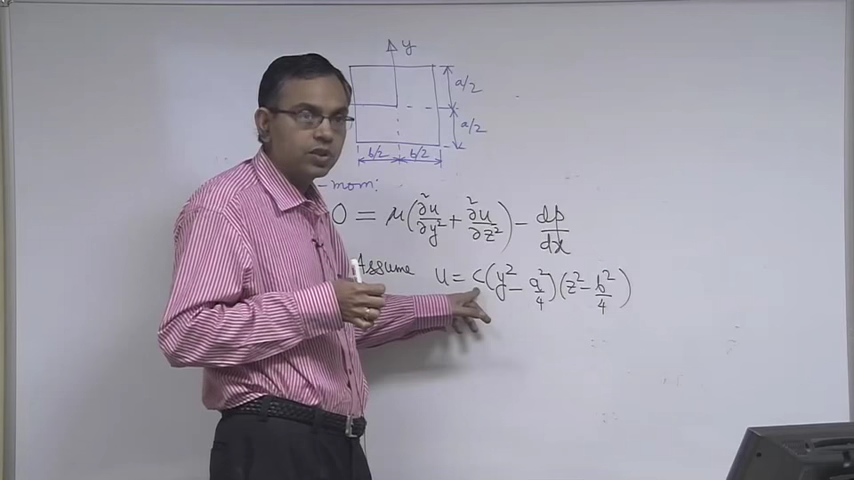 y
a/2
a/2
b/2 b/2
-mom:
0 = μ(∂²u/∂y² + ∂²u/∂z²) - dp/dx
Assume u = c(y² - a²/4)(z² - b²/4)